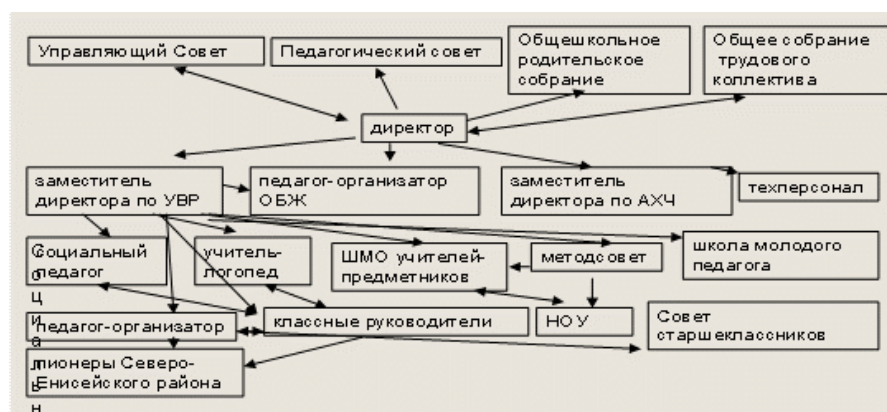 Управляющий Совет
Педагогический совет
Общешкольное
родительское
собрание
Общее собрание
трудового
коллектива
директор
заместитель
директора по УВР
педагог-организатор
ОБЖ
заместитель
директора по АХЧ
техперсонал
Социальный
педагог
учитель-
логопед
ШМО учителей-
предметников
методсовет
школа молодого
педагога
педагог-организатор
классные руководители
НОУ
Совет
старшеклассников
пионеры Северо-
Енисейского района